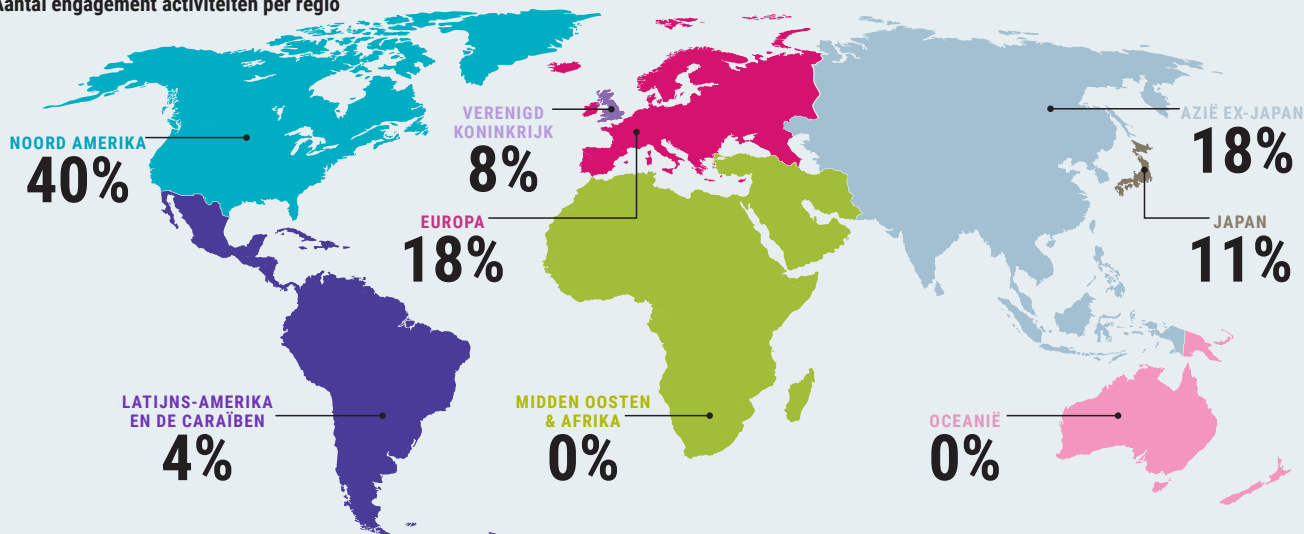 Aantal engagement activiteiten per regio
NOORD AMERIKA
40%
VERENIGD
KONINKRIJK
8%
EUROPA
18%
AZIË EX-JAPAN
18%
JAPAN
11%
LATIJNS-AMERIKA
EN DE CARAÏBEN
4%
MIDDEN OOSTEN
& AFRIKA
0%
OCEANIË
0%